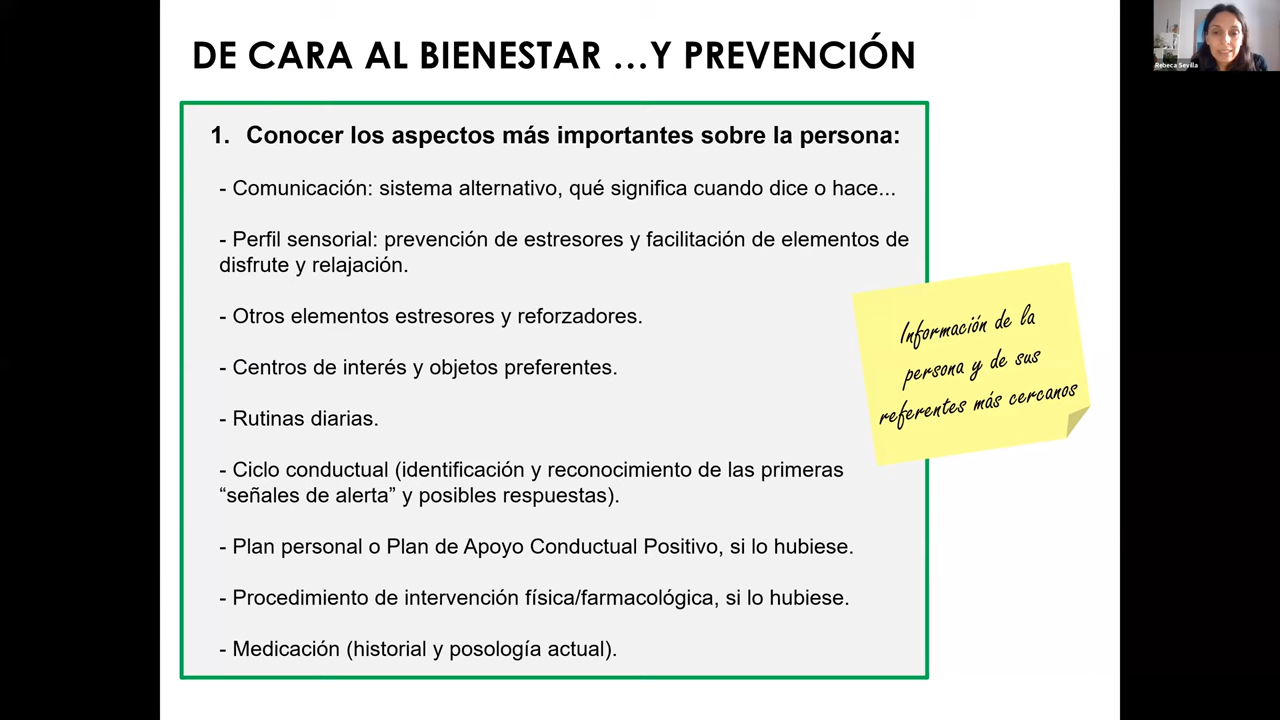 DE CARA AL BIENESTAR ...Y PREVENCIÓN
Rebeca Sevilla
1. Conocer los aspectos más importantes sobre la persona:
- Comunicación: sistema alternativo, qué significa cuando dice o hace...
- Perfil sensorial: prevención de estresores y facilitación de elementos de
disfrute y relajación.
- Otros elementos estresores y reforzadores.
- Centros de interés y objetos preferentes.
- Rutinas diarias.
- Ciclo conductual (identificación y reconocimiento de las primeras
“señales de alerta” y posibles respuestas).
- Plan personal o Plan de Apoyo Conductual Positivo, si lo hubiese.
- Procedimiento de intervención física/farmacológica, si lo hubiese.
- Medicación (historial y posología actual).
Información de la
persona y de sus
referentes más cercanos